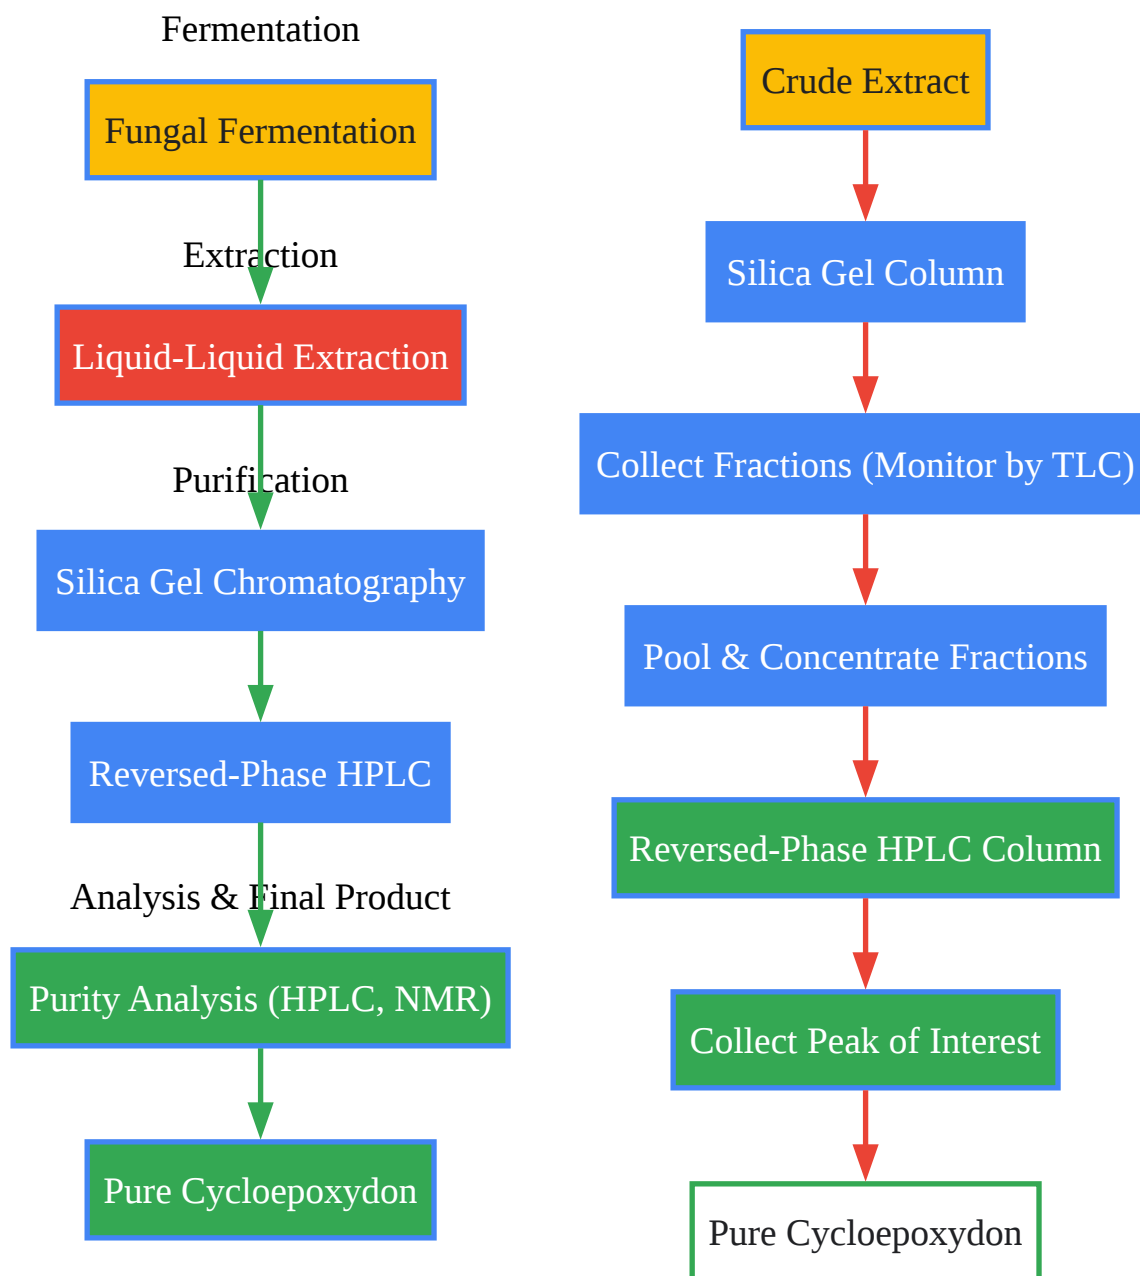 Fermentation
Fungal Fermentation
Extraction
Liquid-Liquid Extraction
Purification
Silica Gel Chromatography
Reversed-Phase HPLC
Analysis & Final Product
Purity Analysis (HPLC, NMR)
Pure Cycloepoxydon
Crude Extract
Silica Gel Column
Collect Fractions (Monitor by TLC)
Pool & Concentrate Fractions
Reversed-Phase HPLC Column
Collect Peak of Interest
Pure Cycloepoxydon